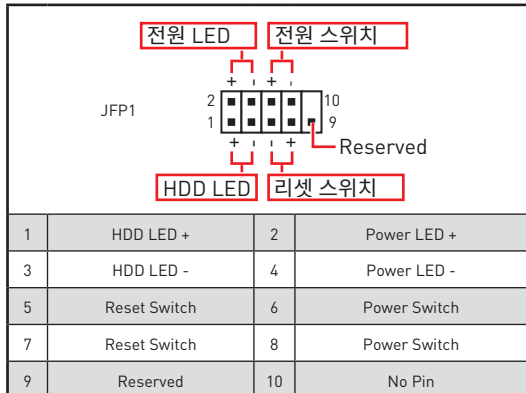 전원 LED 전원 스위치
+ - + -
JFP1
2 10
1 9
+ - - +
Reserved
HDD LED 리셋 스위치
1 HDD LED + 2 Power LED +
3 HDD LED - 4 Power LED -
5 Reset Switch 6 Power Switch
7 Reset Switch 8 Power Switch
9 Reserved 10 No Pin